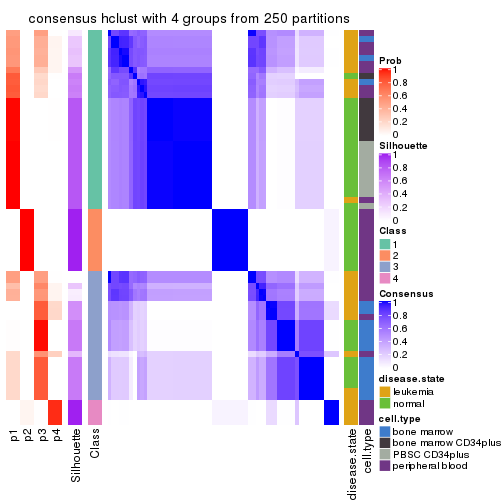 consensus hclust with 4 groups from 250 partitions
Prob
1
0.8
0.6
0.4
0.2
0
Silhouette
1
0.8
0.6
0.4
0.2
0
Class
1
2
3
4
Consensus
1
0.8
0.6
0.4
0.2
0
disease.state
leukemia
normal
cell.type
bone marrow
bone marrow CD34plus
PBSC CD34plus
peripheral blood
p1
p2
p3
p4
Silhouette
Class
disease.state
cell.type